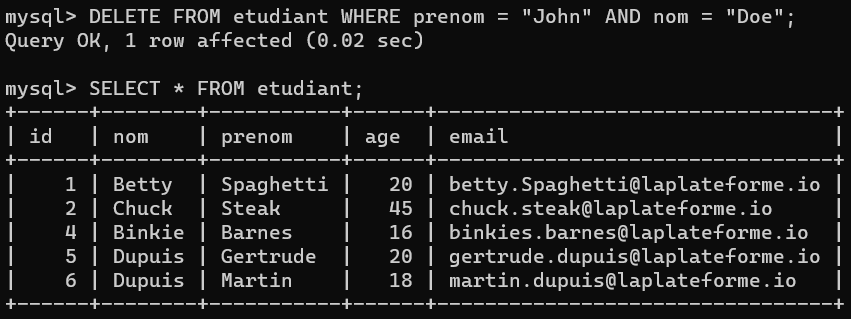 mysql> DELETE FROM etudiant WHERE prenom = "John" AND nom = "Doe";
Query OK, 1 row affected (0.02 sec)
mysql> SELECT * FROM etudiant;
+------+--------+-----------+------+---------------------------------+
| id   | nom    | prenom    | age  | email                           |
+------+--------+-----------+------+---------------------------------+
|    1 | Betty  | Spaghetti |   20 | betty.Spaghetti@laplateforme.io |
|    2 | Chuck  | Steak     |   45 | chuck.steak@laplateforme.io     |
|    4 | Binkie | Barnes    |   16 | binkies.barnes@laplateforme.io  |
|    5 | Dupuis | Gertrude  |   20 | gertrude.dupuis@laplateforme.io |
|    6 | Dupuis | Martin    |   18 | martin.dupuis@laplateforme.io   |
+------+--------+-----------+------+---------------------------------+